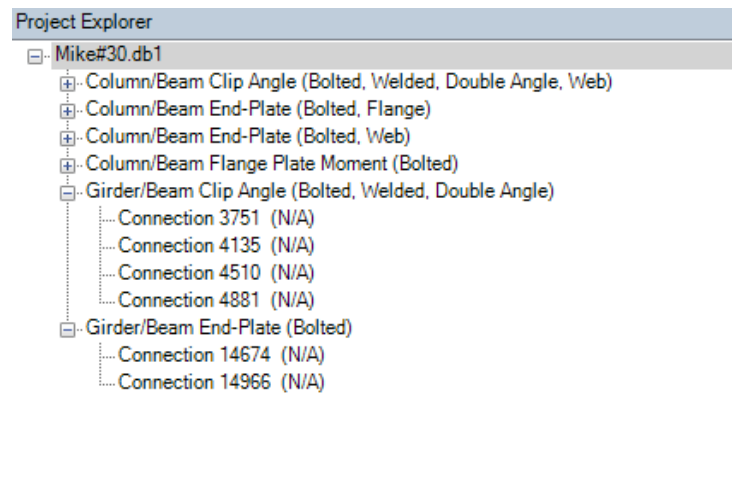 Project Explorer
Mike#30.db1
Column/Beam Clip Angle (Bolted, Welded, Double Angle, Web)
Column/Beam End-Plate (Bolted, Flange)
Column/Beam End-Plate (Bolted, Web)
Column/Beam Flange Plate Moment (Bolted)
Girder/Beam Clip Angle (Bolted, Welded, Double Angle)
Connection 3751 (N/A)
Connection 4135 (N/A)
Connection 4510 (N/A)
Connection 4881 (N/A)
Girder/Beam End-Plate (Bolted)
Connection 14674 (N/A)
Connection 14966 (N/A)